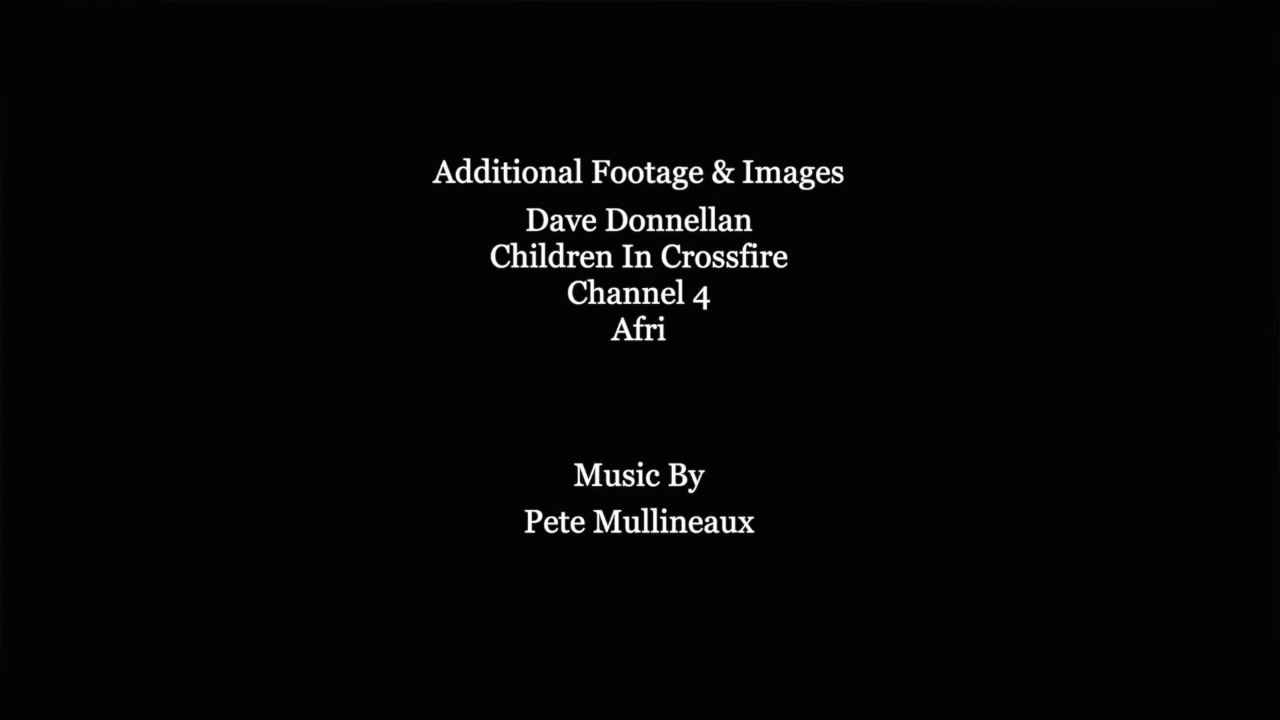 Additional Footage & Images
Dave Donnellan
Children In Crossfire
Channel 4
Afri
Music By
Pete Mullineaux